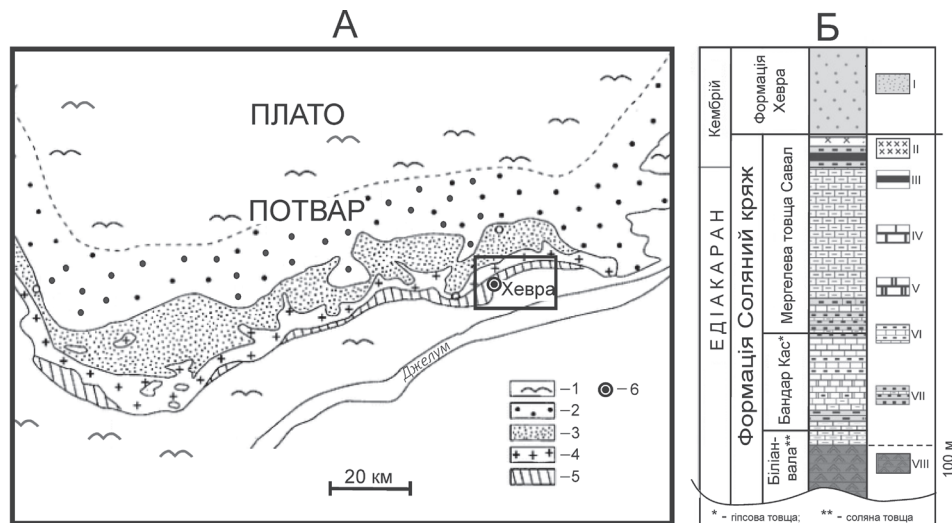 А
Б
ПЛАТО
ПОТВАР
Хевра
Джелум
1
2
3
4
5
6
20 км
Кембрій
ЕДІАКАРАН
Формація Хевра
Формація Соляний кряж
Мергелева товща Савал
Бандар Кас*
Біліан-
вала**
I
II
III
IV
V
VI
VII
VIII
100 м
* - гіпсова товща; ** - соляна товща